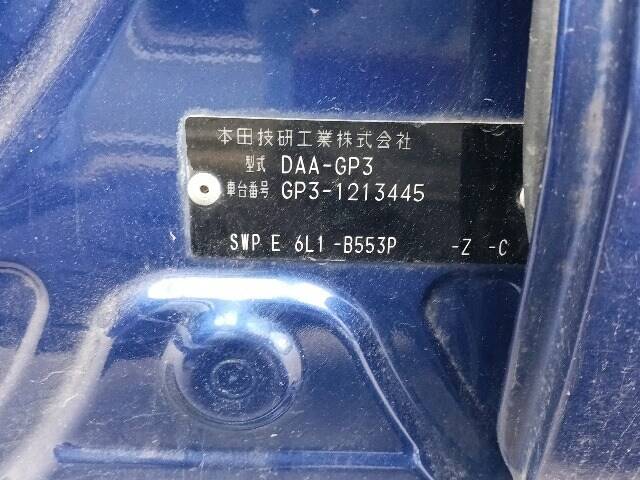 本田技研工業株式会社
型式 DAA-GP3
車台番号 GP3-1213445
SWP E 6L1 -B553P -Z -C